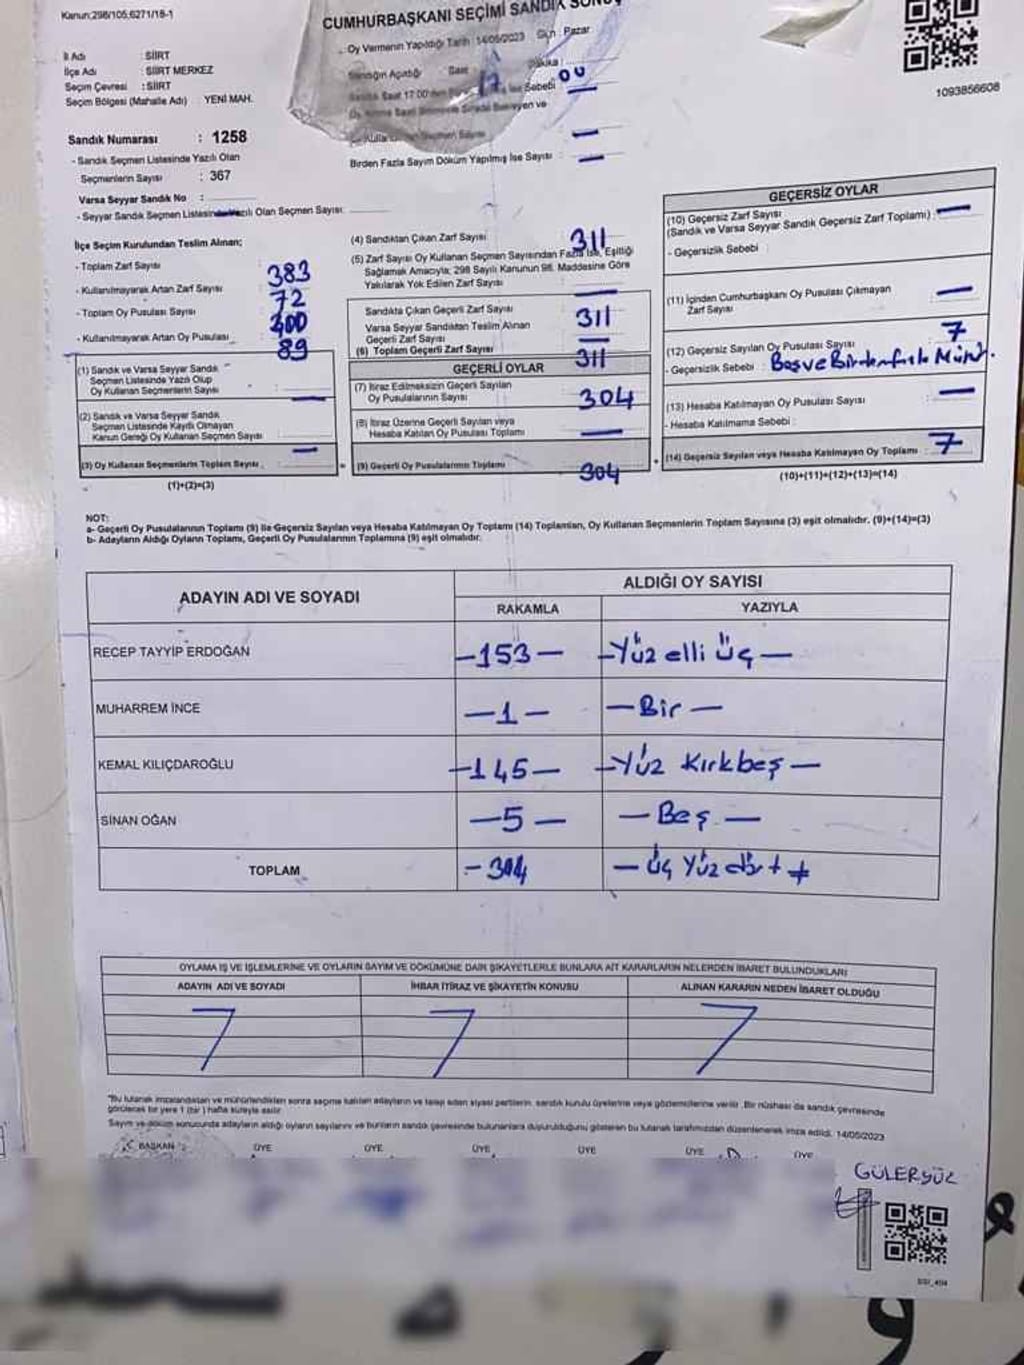 Kanun:298/105;6271/18-1
CUMHURBAŞKANI SEÇİMİ SANDIK
Oy Vermenin Yapıldığı Tarih : 14/05/2023 Gün : Pazar
İl Adı : SİİRT
İlçe Adı : SİİRT MERKEZ
Seçim Çevresi : SİİRT
Seçim Bölgesi (Mahalle Adı) YENİ MAH.
Sandığın Açıldığı Saat 17 Dakika : 00
Saat 17:00'den
İse Sebebi —
—
Birden Fazla Sayım Döküm Yapılmış İse Sayısı : —
1093856608
Sandık Numarası : 1258
- Sandık Seçmen Listesinde Yazılı Olan
Seçmenlerin Sayısı : 367
Varsa Seyyar Sandık No :
- Seyyar Sandık Seçmen Listesinde Yazılı Olan Seçmen Sayısı:
İlçe Seçim Kurulundan Teslim Alınan;
- Toplam Zarf Sayısı 383
- Kullanılmayarak Artan Zarf Sayısı : 72
- Toplam Oy Pusulası Sayısı : 400
- Kullanılmayarak Artan Oy Pusulası : 89
(1) Sandık ve Varsa Seyyar Sandık
Seçmen Listesinde Yazılı Olup
Oy Kullanan Seçmenlerin Sayısı : —
(2) Sandık ve Varsa Seyyar Sandık
Seçmen Listesinde Kayıtlı Olmayan
Kanun Gereği Oy Kullanan Seçmen Sayısı : —
(3) Oy Kullanan Seçmenlerin Toplam Sayısı :
(1)+(2)=(3)
(4) Sandıktan Çıkan Zarf Sayısı : 311
(5) Zarf Sayısı Oy Kullanan Seçmen Sayısından Fazla İse, Eşitliği
Sağlamak Amacıyla; 298 Sayılı Kanunun 98. Maddesine Göre
Yakılarak Yok Edilen Zarf Sayısı : —
Sandıkta Çıkan Geçerli Zarf Sayısı : 311
Varsa Seyyar Sandıktan Teslim Alınan
Geçerli Zarf Sayısı : —
(6) Toplam Geçerli Zarf Sayısı : 311
GEÇERLİ OYLAR
(7) İtiraz Edilmeksizin Geçerli Sayılan
Oy Pusulalarının Sayısı : 304
(8) İtiraz Üzerine Geçerli Sayılan veya
Hesaba Katılan Oy Pusulası Toplamı : —
(9) Geçerli Oy Pusulalarının Toplamı : 304
GEÇERSİZ OYLAR
(10) Geçersiz Zarf Sayısı
(Sandık ve Varsa Seyyar Sandık Geçersiz Zarf Toplamı) : —
- Geçersizlik Sebebi :
(11) İçinden Cumhurbaşkanı Oy Pusulası Çıkmayan
Zarf Sayısı : —
(12) Geçersiz Sayılan Oy Pusulası Sayısı : 7
- Geçersizlik Sebebi : Boş ve Birden fazla Mühür.
(13) Hesaba Katılmayan Oy Pusulası Sayısı : —
- Hesaba Katılmama Sebebi :
(14) Geçersiz Sayılan veya Hesaba Katılmayan Oy Toplamı : 7
(10)+(11)+(12)+(13)=(14)
NOT:
a- Geçerli Oy Pusulalarının Toplamı (9) ile Geçersiz Sayılan veya Hesaba Katılmayan Oy Toplamı (14) Toplamları, Oy Kullanan Seçmenlerin Toplam Sayısına (3) eşit olmalıdır. (9)+(14)=(3)
b- Adayların Aldığı Oyların Toplamı, Geçerli Oy Pusulalarının Toplamına (9) eşit olmalıdır.
ADAYIN ADI VE SOYADI
ALDIĞI OY SAYISI
RAKAMLA YAZIYLA
RECEP TAYYİP ERDOĞAN —153— —Yüz elli üç—
MUHARREM İNCE —1— —Bir—
KEMAL KILIÇDAROĞLU —145— —Yüz Kırkbeş—
SİNAN OĞAN —5— —Beş—
TOPLAM —304 —Üç Yüz dört
OYLAMA İŞ VE İŞLEMLERİNE VE OYLARIN SAYIM VE DÖKÜMÜNE DAİR ŞİKAYETLERLE BUNLARA AİT KARARLARIN NELERDEN İBARET BULUNDUKLARI
ADAYIN ADI VE SOYADI İHBAR İTİRAZ VE ŞİKAYETİN KONUSU ALINAN KARARIN NEDEN İBARET OLDUĞU
*Bu tutanak imzalandıktan ve mühürlendikten sonra seçime katılan adayların ve talep eden siyasi partilerin, sandık kurulu üyelerine veya gözlemcilerine verilir. Bir nüshası da sandık çevresinde
görülecek bir yere 1 (bir) hafta süreyle asılır.
Sayım ve döküm sonucunda adayların aldığı oyların sayılarını ve bunların sandık çevresinde bulunanlara duyurulduğunu gösteren bu tutanak tarafımızdan düzenlenerek imza edildi. 14/05/2023
BAŞKAN ÜYE ÜYE ÜYE ÜYE ÜYE ÜYE
GÜLERYÜZ